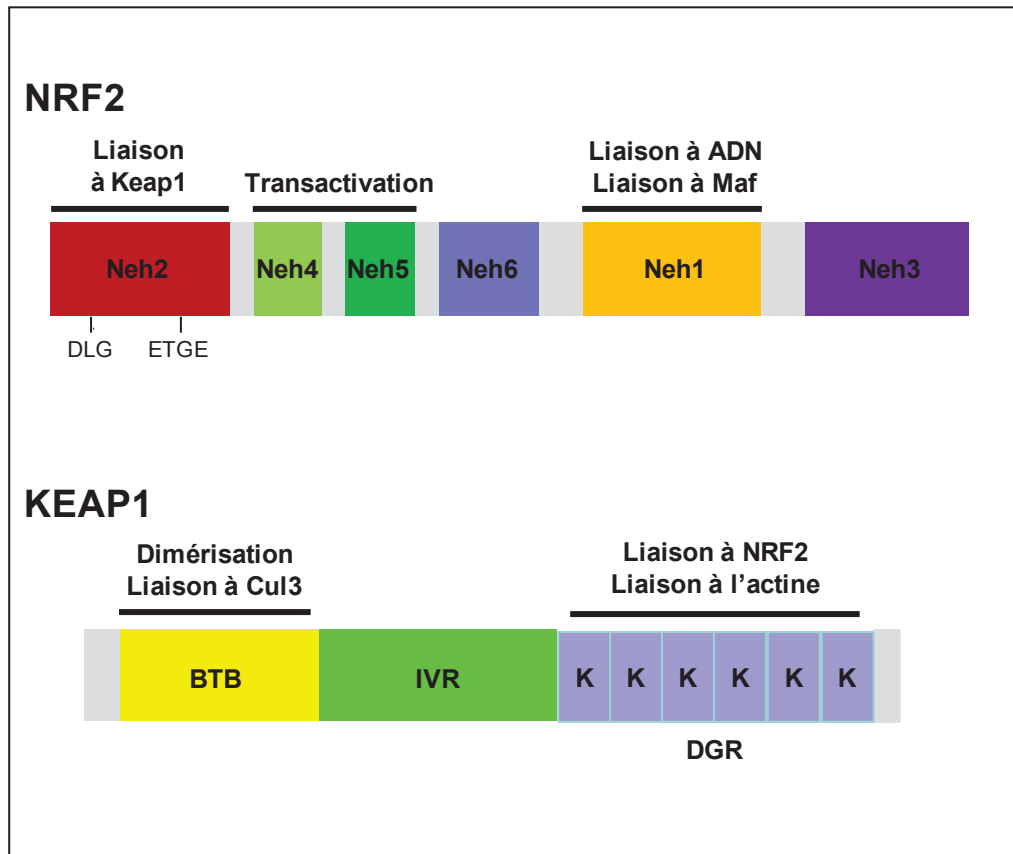 NRF2
Liaison
à Keap1
Transactivation
Liaison à ADN
Liaison à Maf
Neh2
Neh4
Neh5
Neh6
Neh1
Neh3
DLG
ETGE
KEAP1
Dimérisation
Liaison à Cul3
Liaison à NRF2
Liaison à l'actine
BTB
IVR
K
K
K
K
K
K
DGR